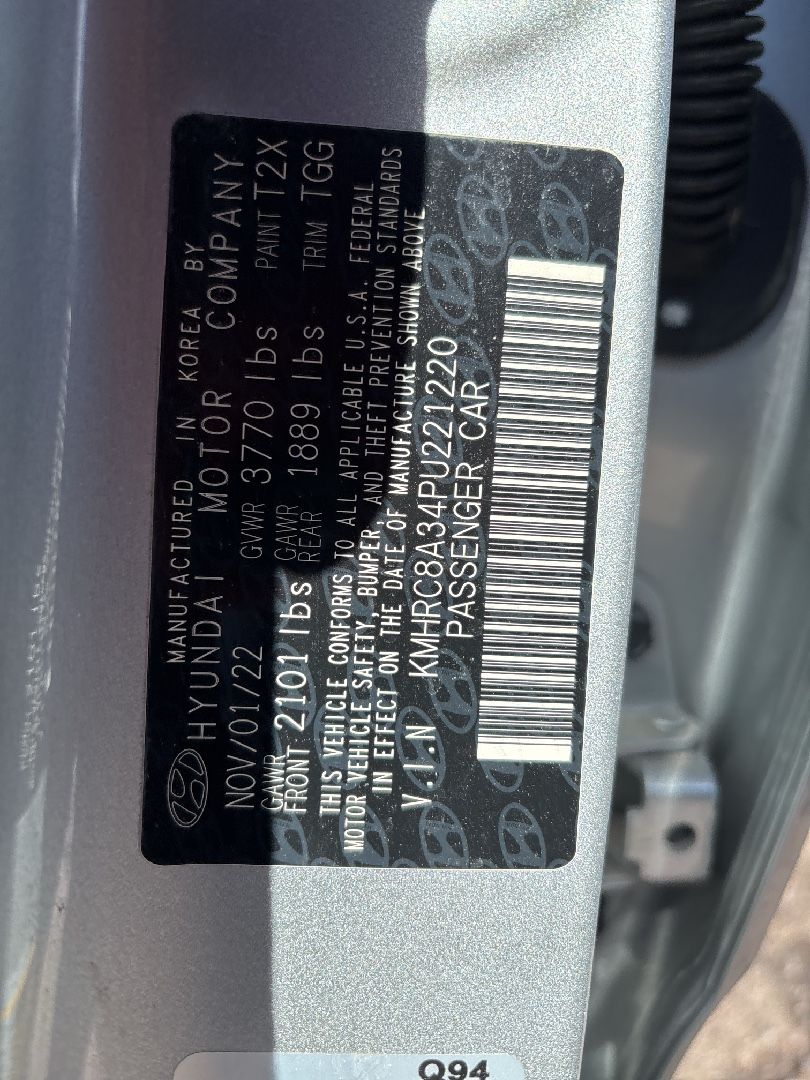 MANUFACTURED IN KOREA BY
HYUNDAI MOTOR COMPANY
NOV/01/22 GVWR 3770 lbs PAINT T2X
GAWR FRONT 2101 lbs GAWR REAR 1889 lbs TRIM TGG
THIS VEHICLE CONFORMS TO ALL APPLICABLE U.S.A. FEDERAL
MOTOR VEHICLE SAFETY, BUMPER, AND THEFT PREVENTION STANDARDS
IN EFFECT ON THE DATE OF MANUFACTURE SHOWN ABOVE
V.I.N KMHRC8A34PU221220
PASSENGER CAR
Q94